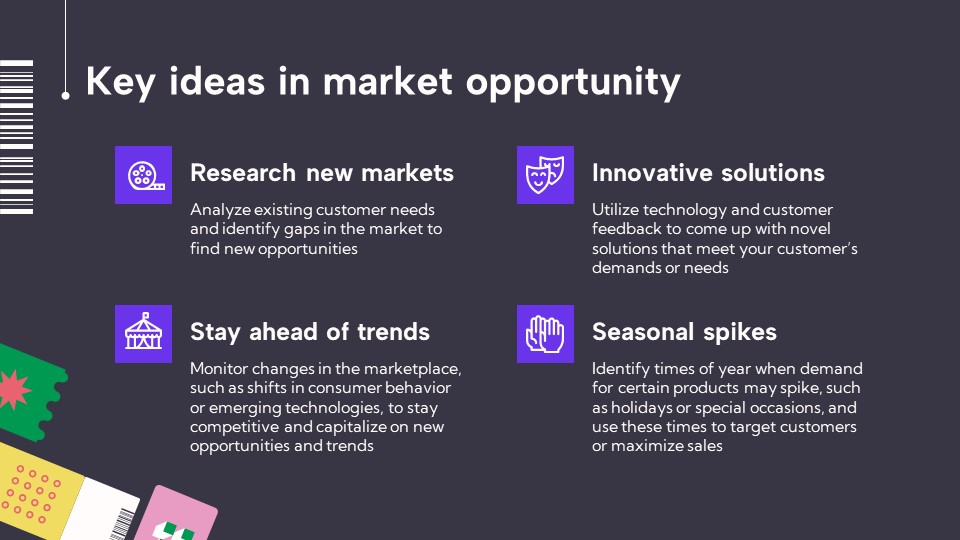 Key ideas in market opportunity
Research new markets
Analyze existing customer needs
and identify gaps in the market to
find new opportunities
Innovative solutions
Utilize technology and customer
feedback to come up with novel
solutions that meet your customer’s
demands or needs
Stay ahead of trends
Monitor changes in the marketplace,
such as shifts in consumer behavior
or emerging technologies, to stay
competitive and capitalize on new
opportunities and trends
Seasonal spikes
Identify times of year when demand
for certain products may spike, such
as holidays or special occasions, and
use these times to target customers
or maximize sales